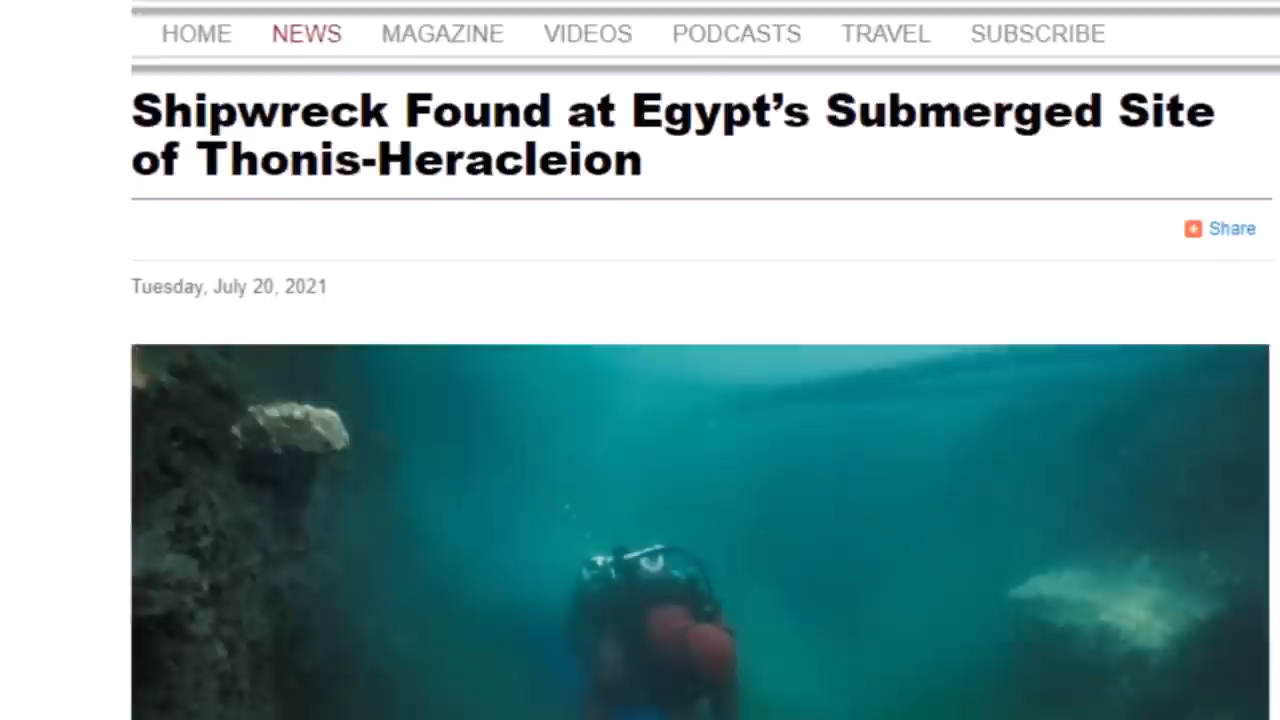 HOME NEWS MAGAZINE VIDEOS PODCASTS TRAVEL SUBSCRIBE
Shipwreck Found at Egypt’s Submerged Site
of Thonis-Heracleion
Share
Tuesday, July 20, 2021